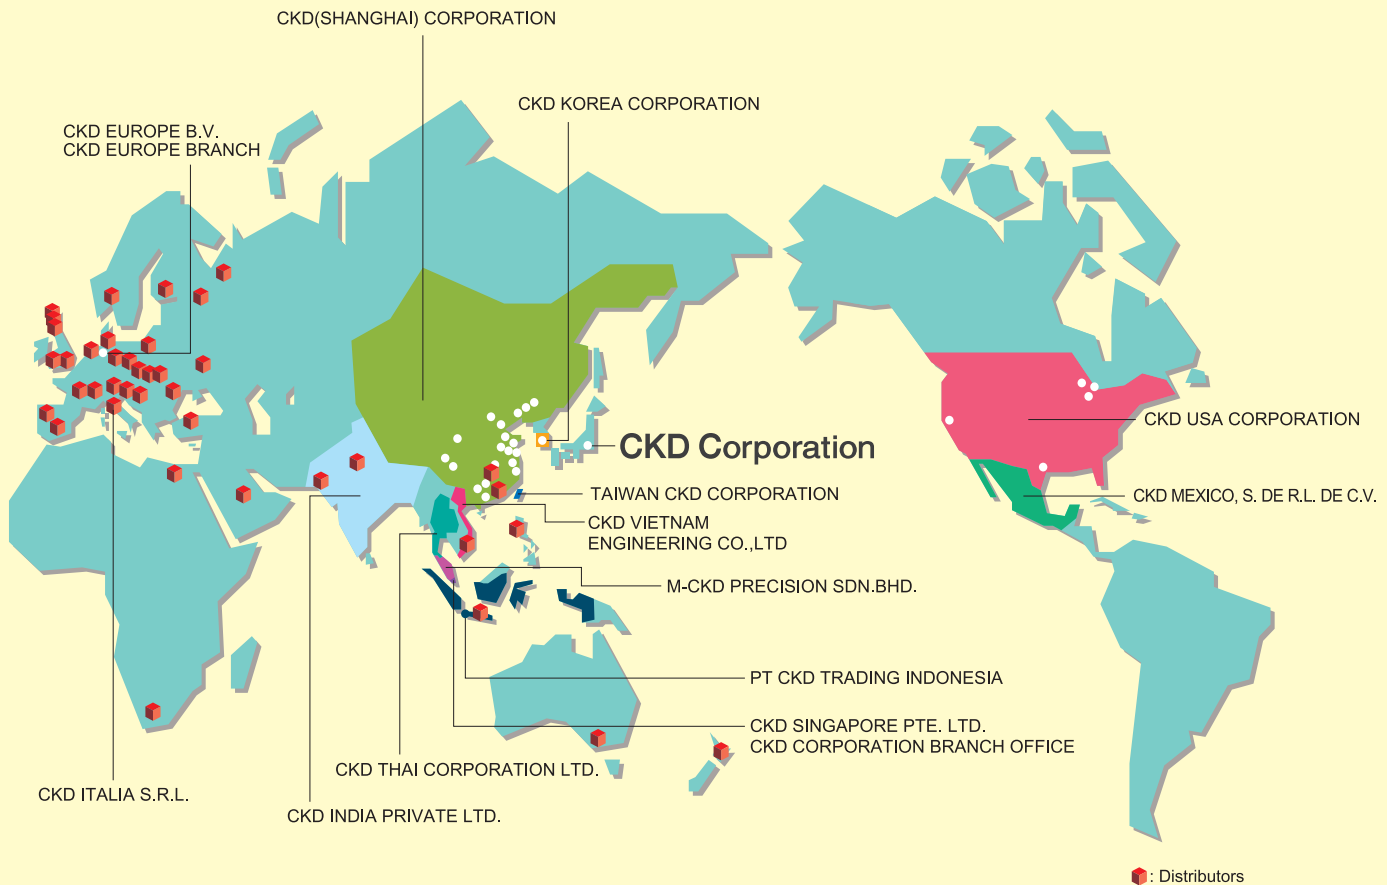 CKD(SHANGHAI) CORPORATION
CKD KOREA CORPORATION
CKD EUROPE B.V.
CKD EUROPE BRANCH
CKD USA CORPORATION
CKD Corporation
TAIWAN CKD CORPORATION
CKD MEXICO, S. DE R.L. DE C.V.
CKD VIETNAM
ENGINEERING CO.,LTD
M-CKD PRECISION SDN.BHD.
PT CKD TRADING INDONESIA
CKD SINGAPORE PTE. LTD.
CKD CORPORATION BRANCH OFFICE
CKD THAI CORPORATION LTD.
CKD ITALIA S.R.L.
CKD INDIA PRIVATE LTD.
: Distributors